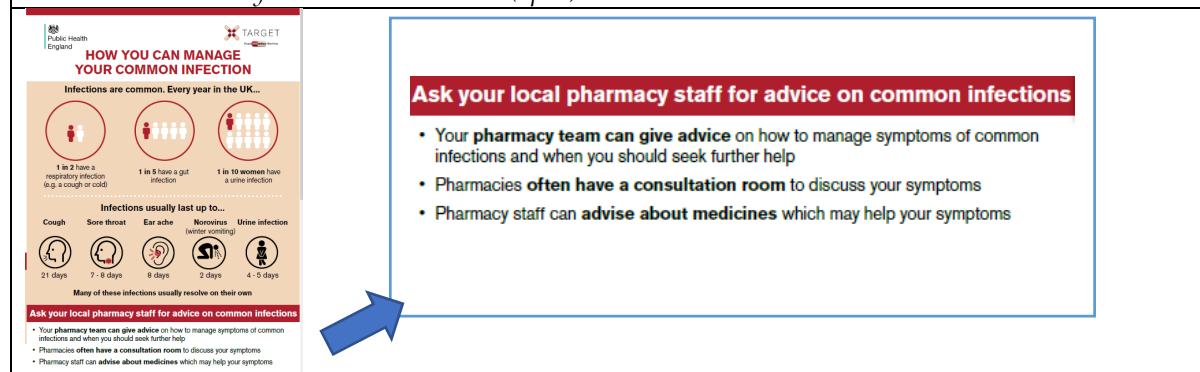 Public Health
England
TARGET
HOW YOU CAN MANAGE
YOUR COMMON INFECTION
Infections are common. Every year in the UK...
1 in 2 have a
respiratory infection
(e.g. a cough or cold)
1 in 5 have a gut
infection
1 in 10 women have
a urine infection
Infections usually last up to...
Cough
Sore throat
Ear ache
Norovirus
(winter vomiting)
Urine infection
21 days
7 - 8 days
8 days
2 days
4 - 5 days
Many of these infections usually resolve on their own
Ask your local pharmacy staff for advice on common infections
• Your pharmacy team can give advice on how to manage symptoms of common
infections and when you should seek further help
• Pharmacies often have a consultation room to discuss your symptoms
• Pharmacy staff can advise about medicines which may help your symptoms
Ask your local pharmacy staff for advice on common infections
• Your pharmacy team can give advice on how to manage symptoms of common
infections and when you should seek further help
• Pharmacies often have a consultation room to discuss your symptoms
• Pharmacy staff can advise about medicines which may help your symptoms